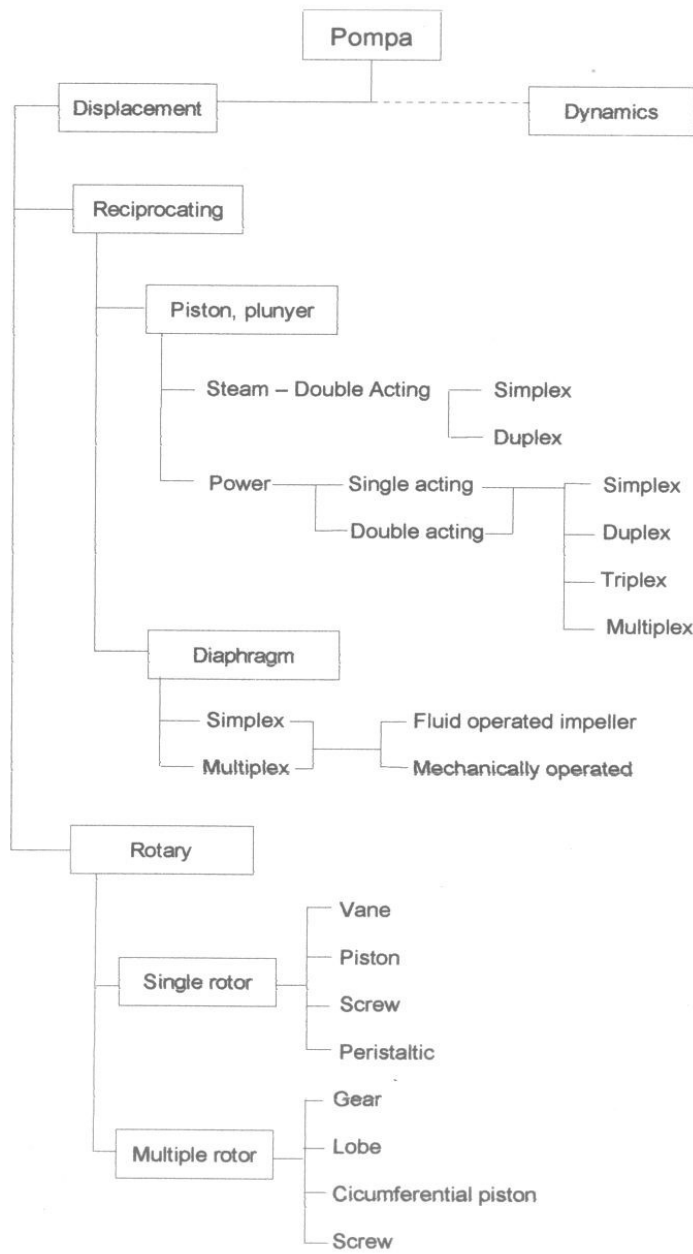 Pompa
Displacement
Dynamics
Reciprocating
Piston, plunyer
Steam – Double Acting
Simplex
Duplex
Power
Single acting
Double acting
Simplex
Duplex
Triplex
Multiplex
Diaphragm
Simplex
Multiplex
Fluid operated impeller
Mechanically operated
Rotary
Single rotor
Vane
Piston
Screw
Peristaltic
Multiple rotor
Gear
Lobe
Cicumferential piston
Screw